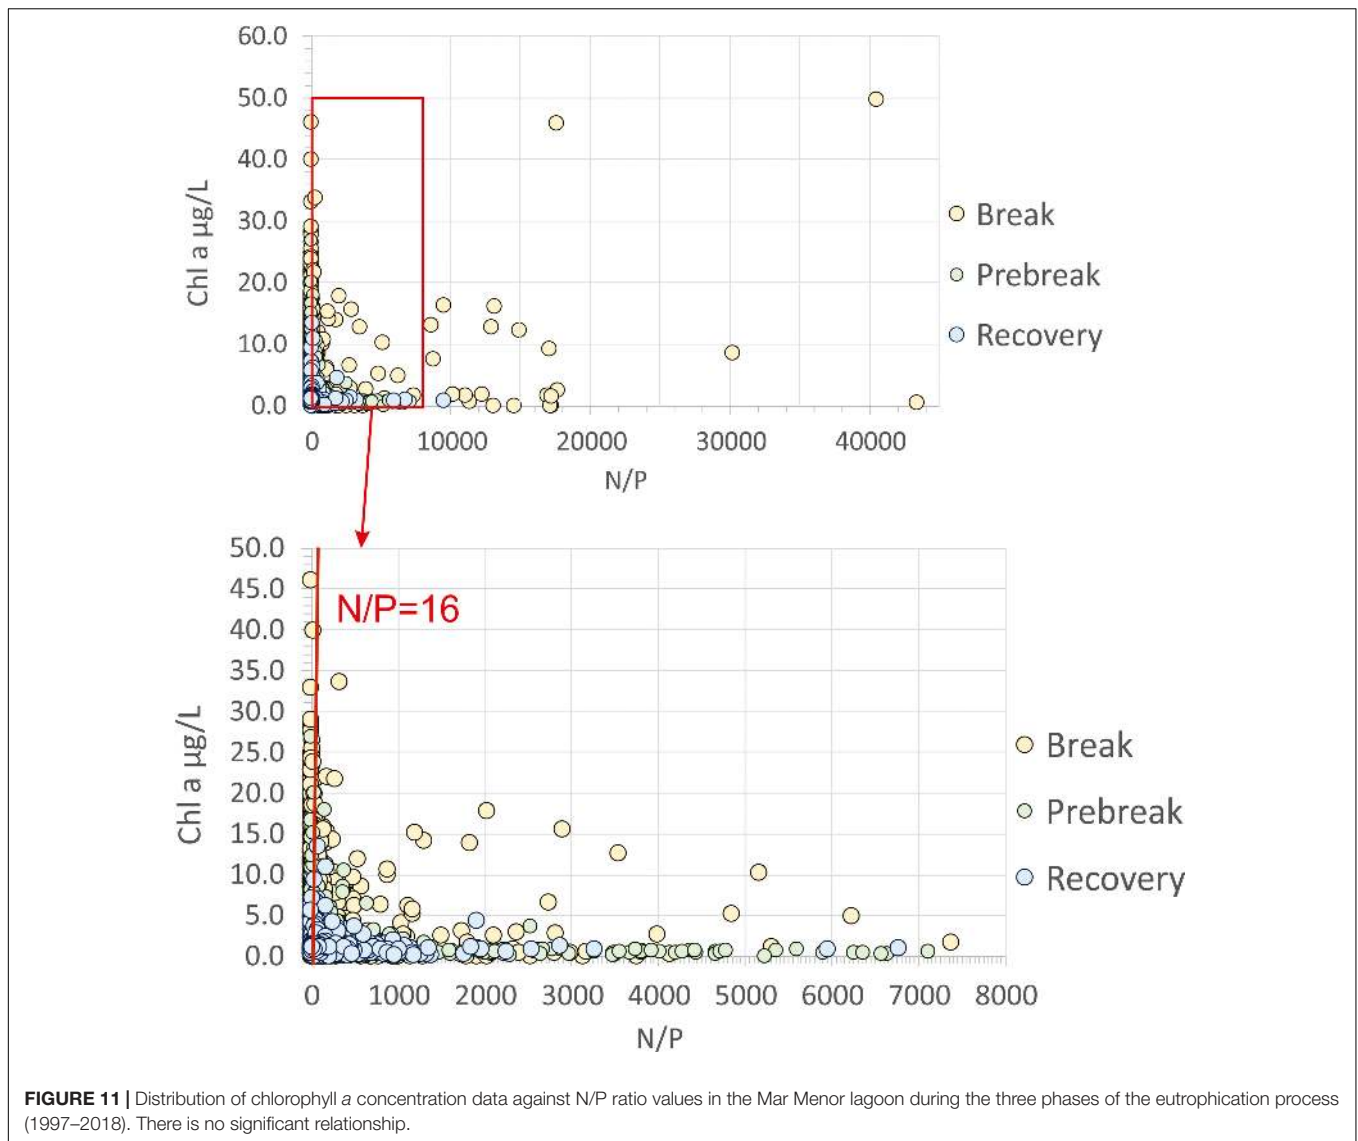 60.0
50.0
40.0
30.0
20.0
10.0
0.0
Chl a µg/L
0 10000 20000 30000 40000
N/P
Break
Prebreak
Recovery
50.0
45.0
40.0
35.0
30.0
25.0
20.0
15.0
10.0
5.0
0.0
Chl a µg/L
N/P=16
0 1000 2000 3000 4000 5000 6000 7000 8000
N/P
Break
Prebreak
Recovery
FIGURE 11 | Distribution of chlorophyll a concentration data against N/P ratio values in the Mar Menor lagoon during the three phases of the eutrophication process
(1997–2018). There is no significant relationship.